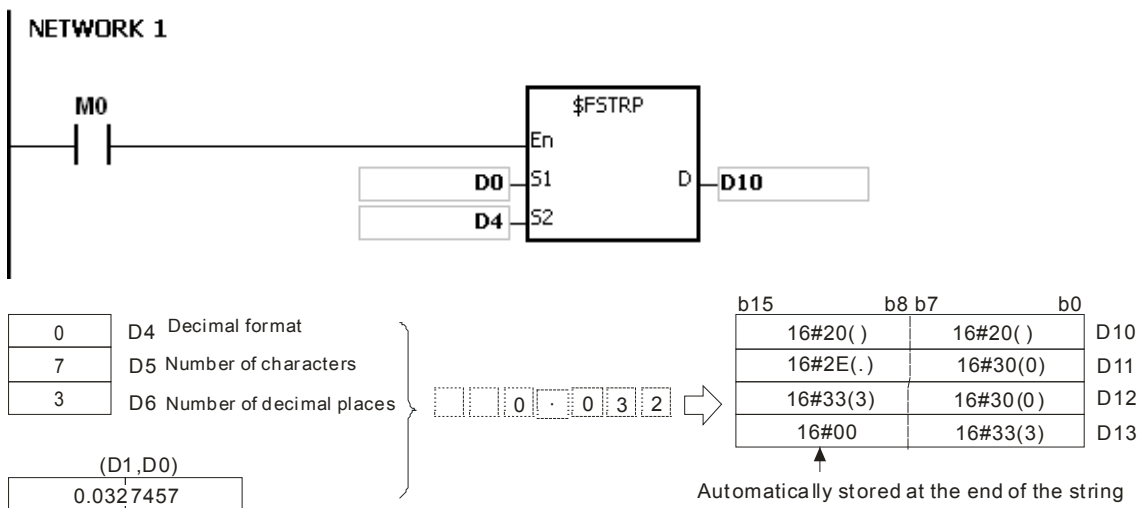 NETWORK 1
M0
$FSTRP
En
D0 S1 D D10
D4 S2
b15 b8 b7 b0
0 D4 Decimal format
7 D5 Number of characters
3 D6 Number of decimal places
0 . 0 3 2
16#20( ) 16#20( ) D10
16#2E(.) 16#30(0) D11
16#33(3) 16#30(0) D12
16#00 16#33(3) D13
(D1,D0)
0.0327457
Automatically stored at the end of the string